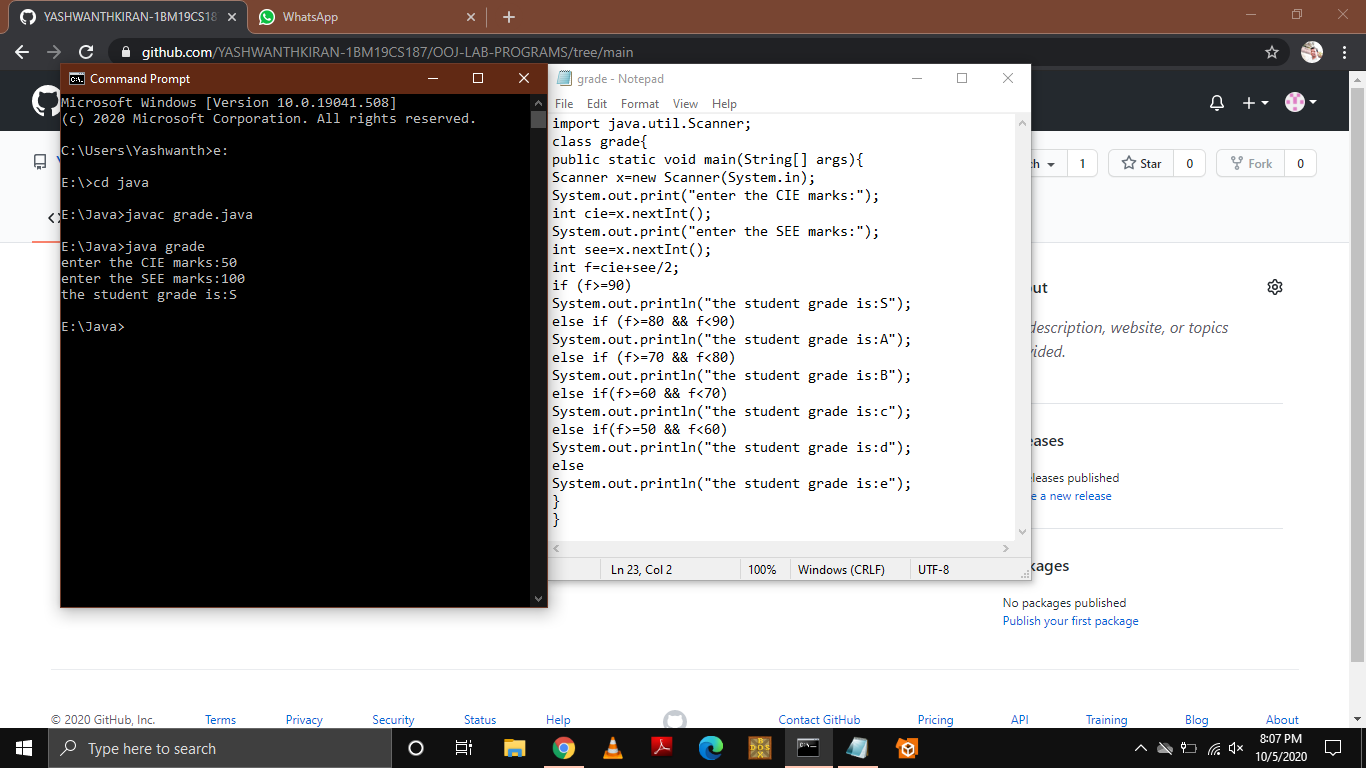 YASHWANTHKIRAN-1BM19CS18
WhatsApp
github.com/YASHWANTHKIRAN-1BM19CS187/OOJ-LAB-PROGRAMS/tree/main
Command Prompt
Microsoft Windows [Version 10.0.19041.508]
(c) 2020 Microsoft Corporation. All rights reserved.
C:\Users\Yashwanth>e:
E:\>cd java
E:\Java>javac grade.java
E:\Java>java grade
enter the CIE marks:50
enter the SEE marks:100
the student grade is:S
E:\Java>
grade - Notepad
File Edit Format View Help
import java.util.Scanner;
class grade{
public static void main(String[] args){
Scanner x=new Scanner(System.in);
System.out.print("enter the CIE marks:");
int cie=x.nextInt();
System.out.print("enter the SEE marks:");
int see=x.nextInt();
int f=cie+see/2;
if (f>=90)
System.out.println("the student grade is:S");
else if (f>=80 && f<90)
System.out.println("the student grade is:A");
else if (f>=70 && f<80)
System.out.println("the student grade is:B");
else if(f>=60 && f<70)
System.out.println("the student grade is:c");
else if(f>=50 && f<60)
System.out.println("the student grade is:d");
else
System.out.println("the student grade is:e");
}
}
Ln 23, Col 2 100% Windows (CRLF) UTF-8
ch 1 Star 0 Fork 0
out
description, website, or topics
vided.
eases
eleases published
e a new release
kages
No packages published
Publish your first package
© 2020 GitHub, Inc. Terms Privacy Security Status Help Contact GitHub Pricing API Training Blog About
Type here to search
DOS
8:07 PM
10/5/2020